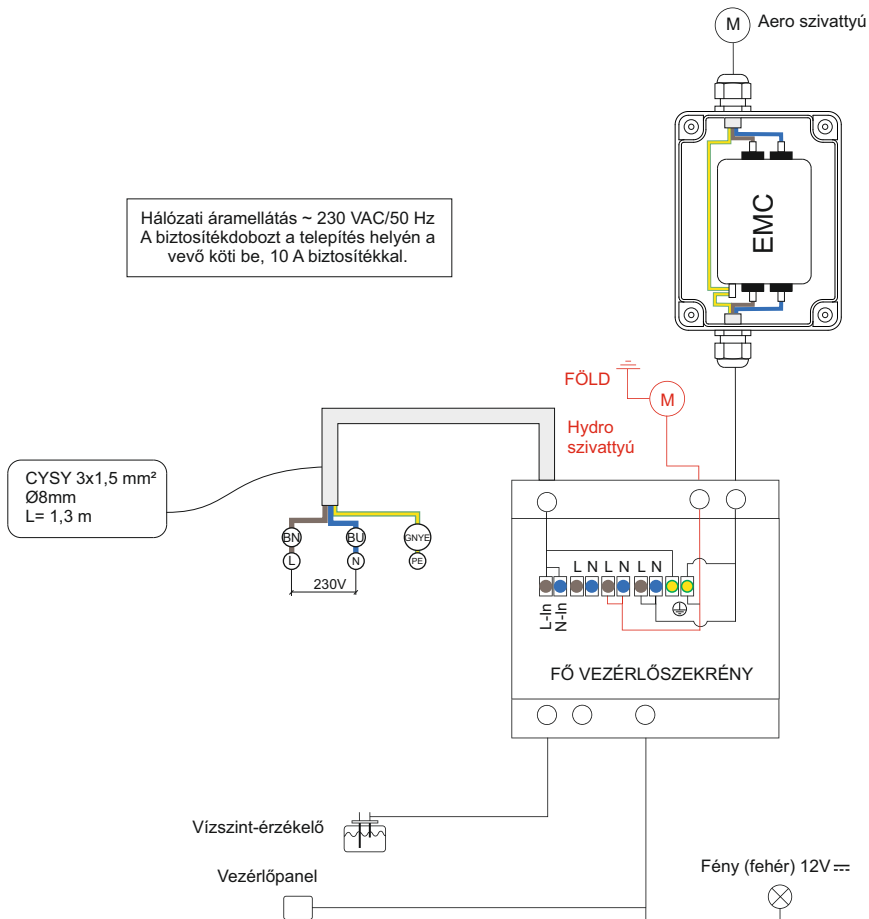 M
Aero szivattyú
EMC
Hálózati áramellátás ~ 230 VAC/50 Hz
A biztosítékdobozt a telepítés helyén a
vevő köti be, 10 A biztosítékkal.
FÖLD
M
Hydro
szivattyú
CYSY 3x1,5 mm²
Ø8mm
L= 1,3 m
BN
BU
GNYE
L
N
PE
230V
L N L N L N
L-In
N-In
FŐ VEZÉRLŐSZEKRÉNY
Vízszint-érzékelő
Vezérlőpanel
Fény (fehér) 12V